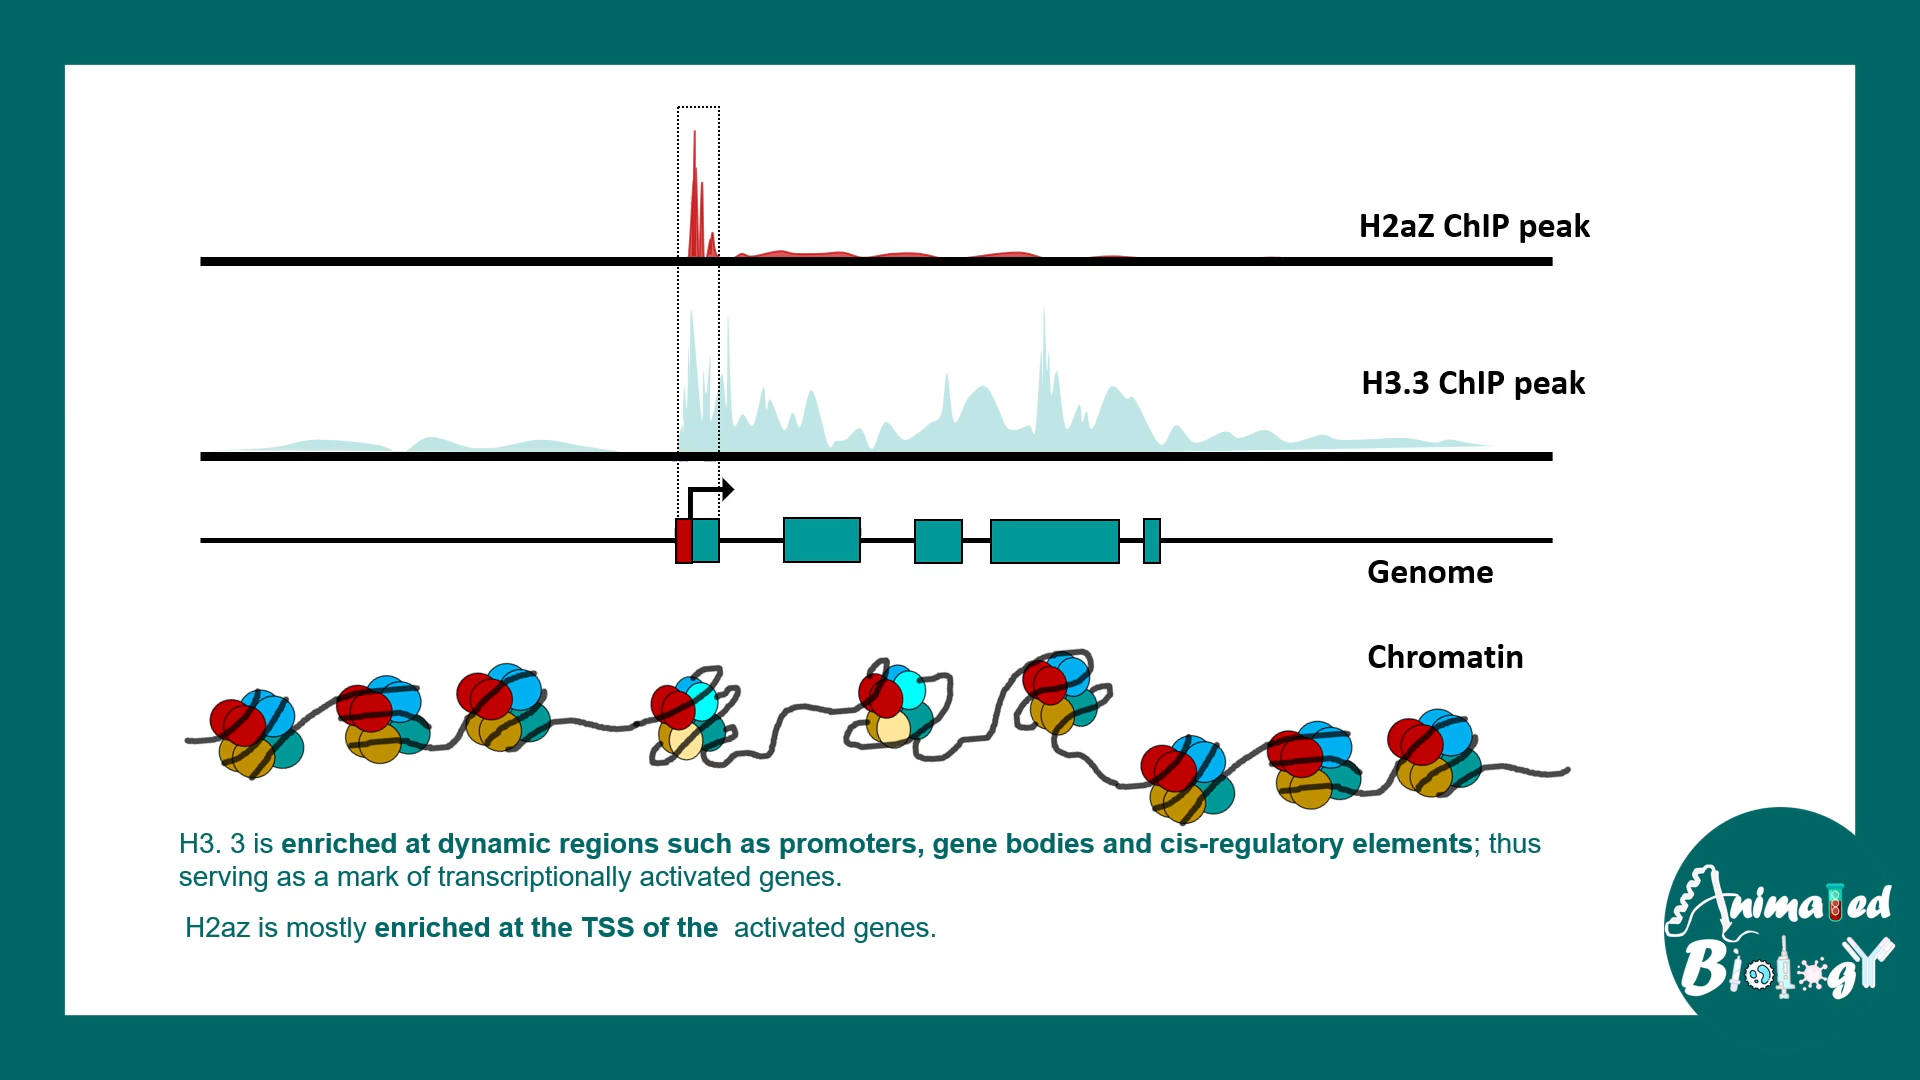 H2aZ ChIP peak
H3.3 ChIP peak
Genome
Chromatin
H3. 3 is enriched at dynamic regions such as promoters, gene bodies and cis-regulatory elements; thus
serving as a mark of transcriptionally activated genes.
H2az is mostly enriched at the TSS of the activated genes.
Animated
Biology